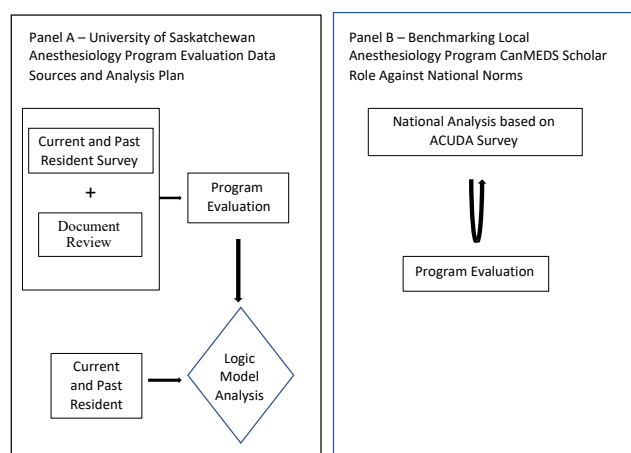 Panel A – University of Saskatchewan
Anesthesiology Program Evaluation Data
Sources and Analysis Plan
Current and Past
Resident Survey
+
Document
Review
Program
Evaluation
Current
and Past
Resident
Logic
Model
Analysis
Panel B – Benchmarking Local
Anesthesiology Program CanMEDS Scholar
Role Against National Norms
National Analysis based on
ACUDA Survey
Program Evaluation